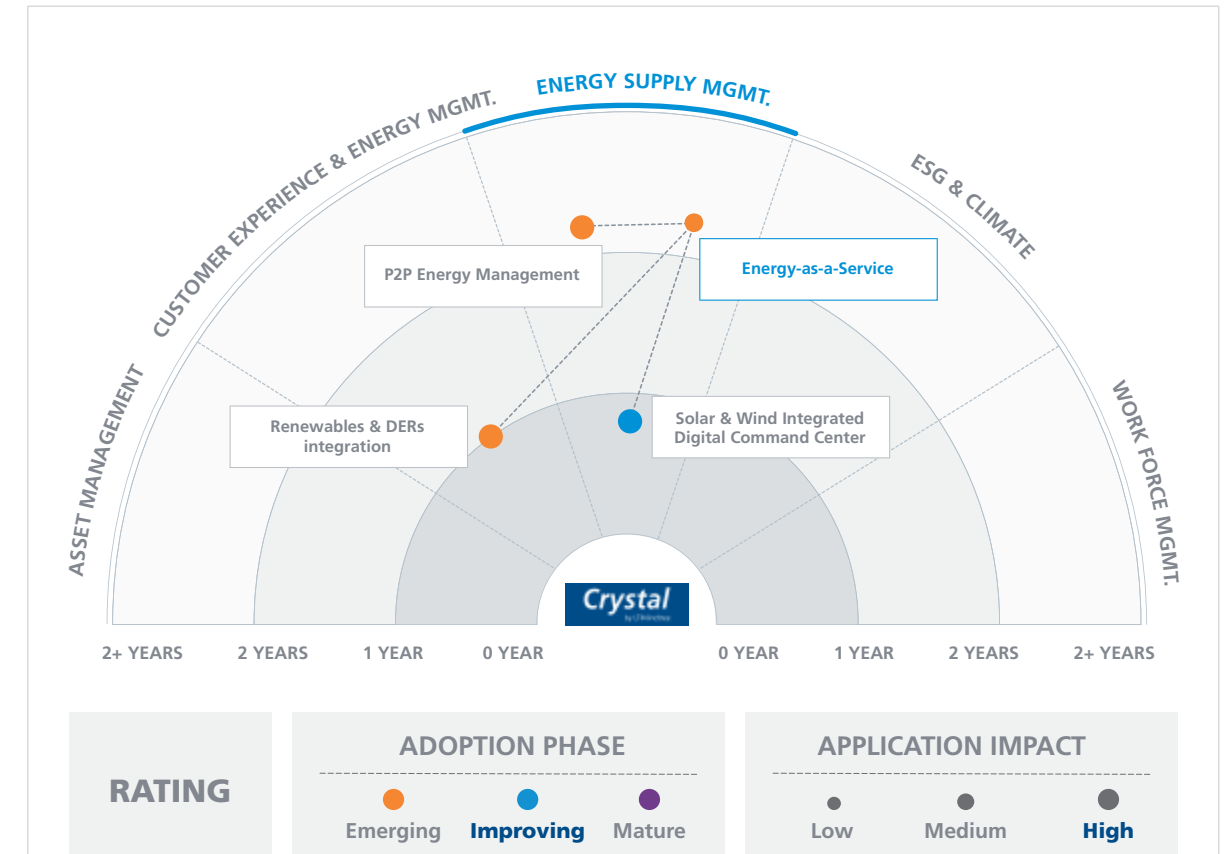 ENERGY SUPPLY MGMT.
CUSTOMER EXPERIENCE & ENERGY MGMT.
ESG & CLIMATE
ASSET MANAGEMENT
WORK FORCE MGMT.
P2P Energy Management
Energy-as-a-Service
Renewables & DERs
integration
Solar & Wind Integrated
Digital Command Center
Crystal
2+ YEARS
2 YEARS
1 YEAR
0 YEAR
0 YEAR
1 YEAR
2 YEARS
2+ YEARS
RATING
ADOPTION PHASE
Emerging
Improving
Mature
APPLICATION IMPACT
Low
Medium
High